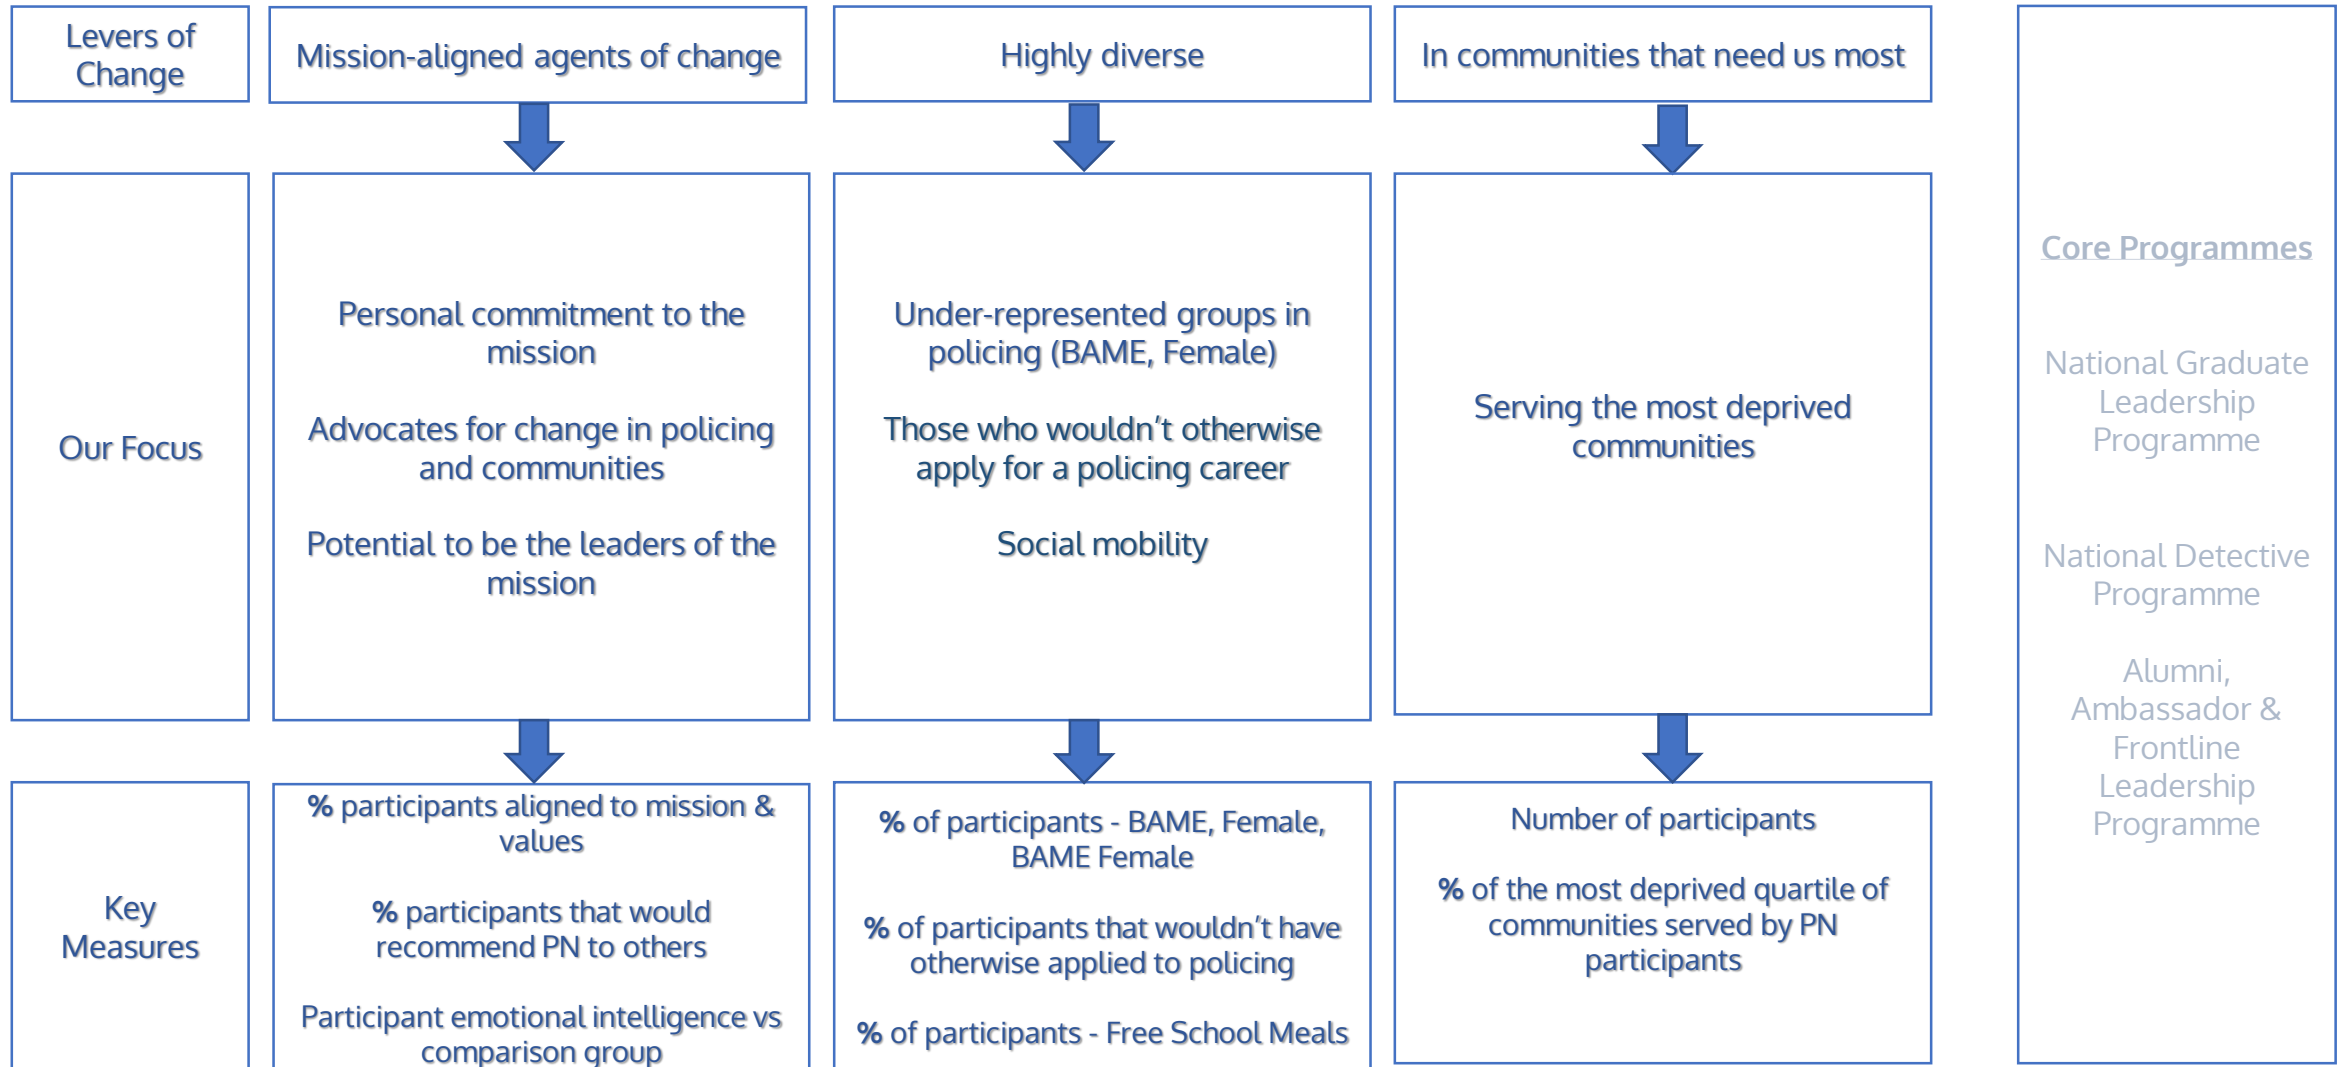 Levers of
Change
Mission-aligned agents of change
Highly diverse
In communities that need us most
Our Focus
Personal commitment to the
mission
Advocates for change in policing
and communities
Potential to be the leaders of the
mission
Under-represented groups in
policing (BAME, Female)
Those who wouldn't otherwise
apply for a policing career
Social mobility
Serving the most deprived
communities
Key
Measures
% participants aligned to mission &
values
% participants that would
recommend PN to others
Participant emotional intelligence vs
comparison group
% of participants - BAME, Female,
BAME Female
% of participants that wouldn't have
otherwise applied to policing
% of participants - Free School Meals
Number of participants
% of the most deprived quartile of
communities served by PN
participants
Core Programmes
National Graduate
Leadership
Programme
National Detective
Programme
Alumni,
Ambassador &
Frontline
Leadership
Programme